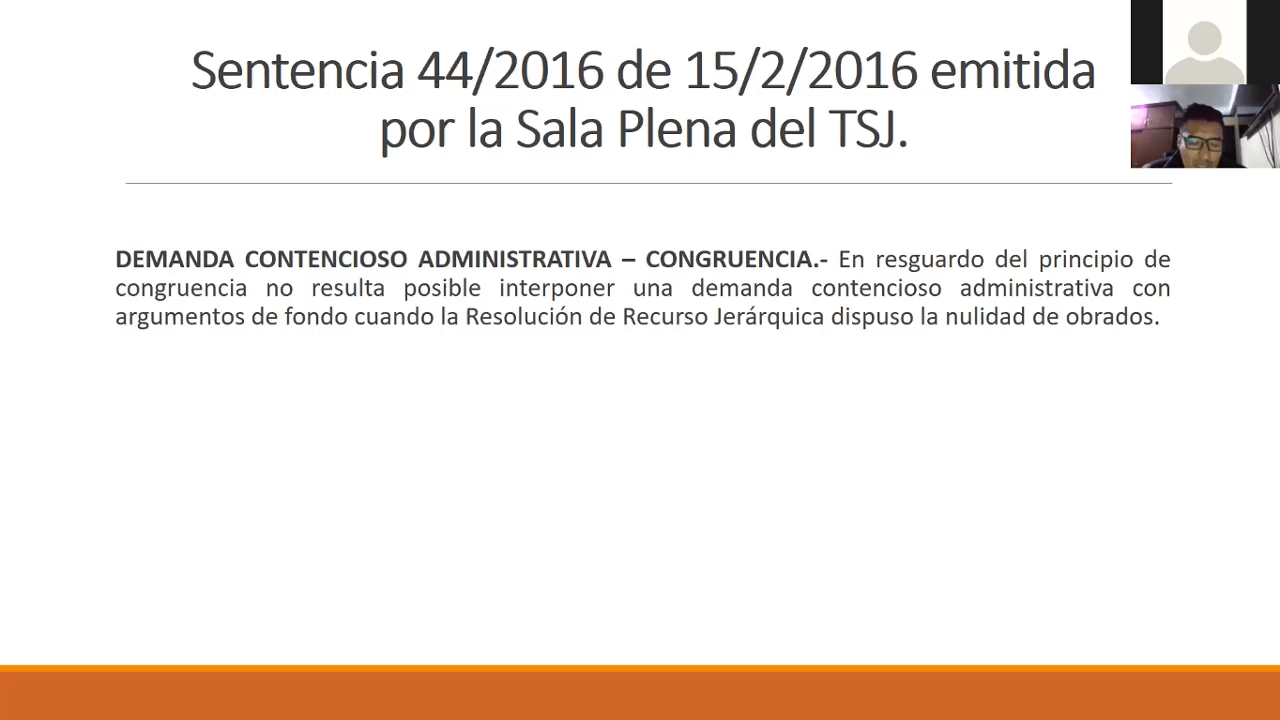 Sentencia 44/2016 de 15/2/2016 emitida
por la Sala Plena del TSJ.
DEMANDA CONTENCIOSO ADMINISTRATIVA – CONGRUENCIA.- En resguardo del principio de
congruencia no resulta posible interponer una demanda contencioso administrativa con
argumentos de fondo cuando la Resolución de Recurso Jerárquica dispuso la nulidad de obrados.